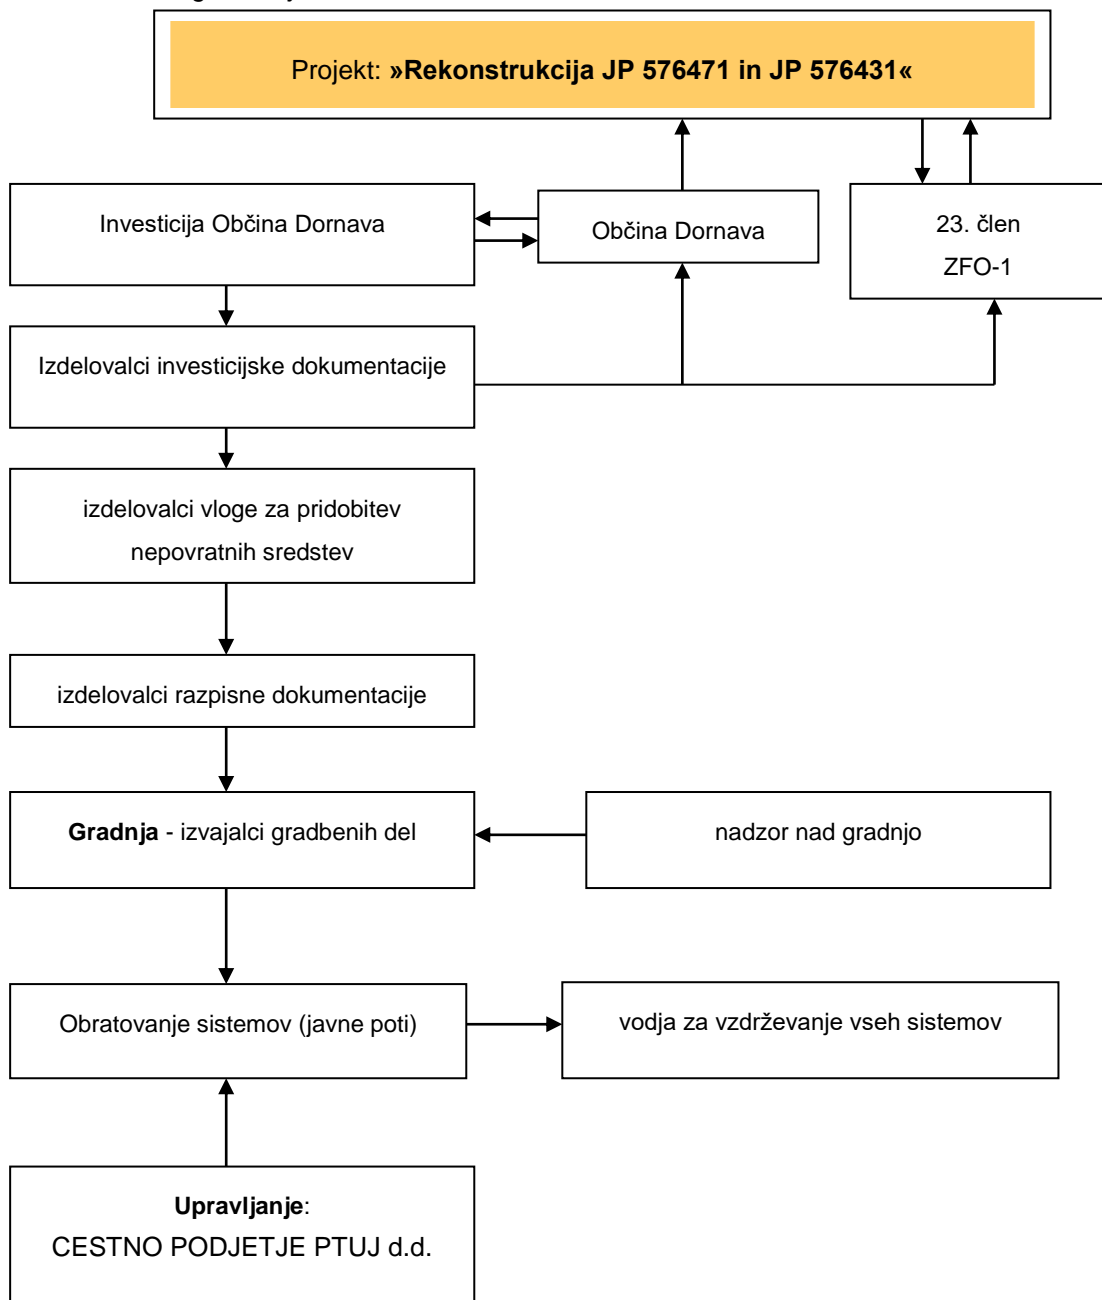 Projekt: »Rekonstrukcija JP 576471 in JP 576431«
Investicija Občina Dornava
Občina Dornava
23. člen
ZFO-1
Izdelovalci investicijske dokumentacije
izdelovalci vloge za pridobitev
nepovratnih sredstev
izdelovalci razpisne dokumentacije
Gradnja - izvajalci gradbenih del
nadzor nad gradnjo
Obratovanje sistemov (javne poti)
vodja za vzdrževanje vseh sistemov
Upravljanje:
CESTNO PODJETJE PTUJ d.d.